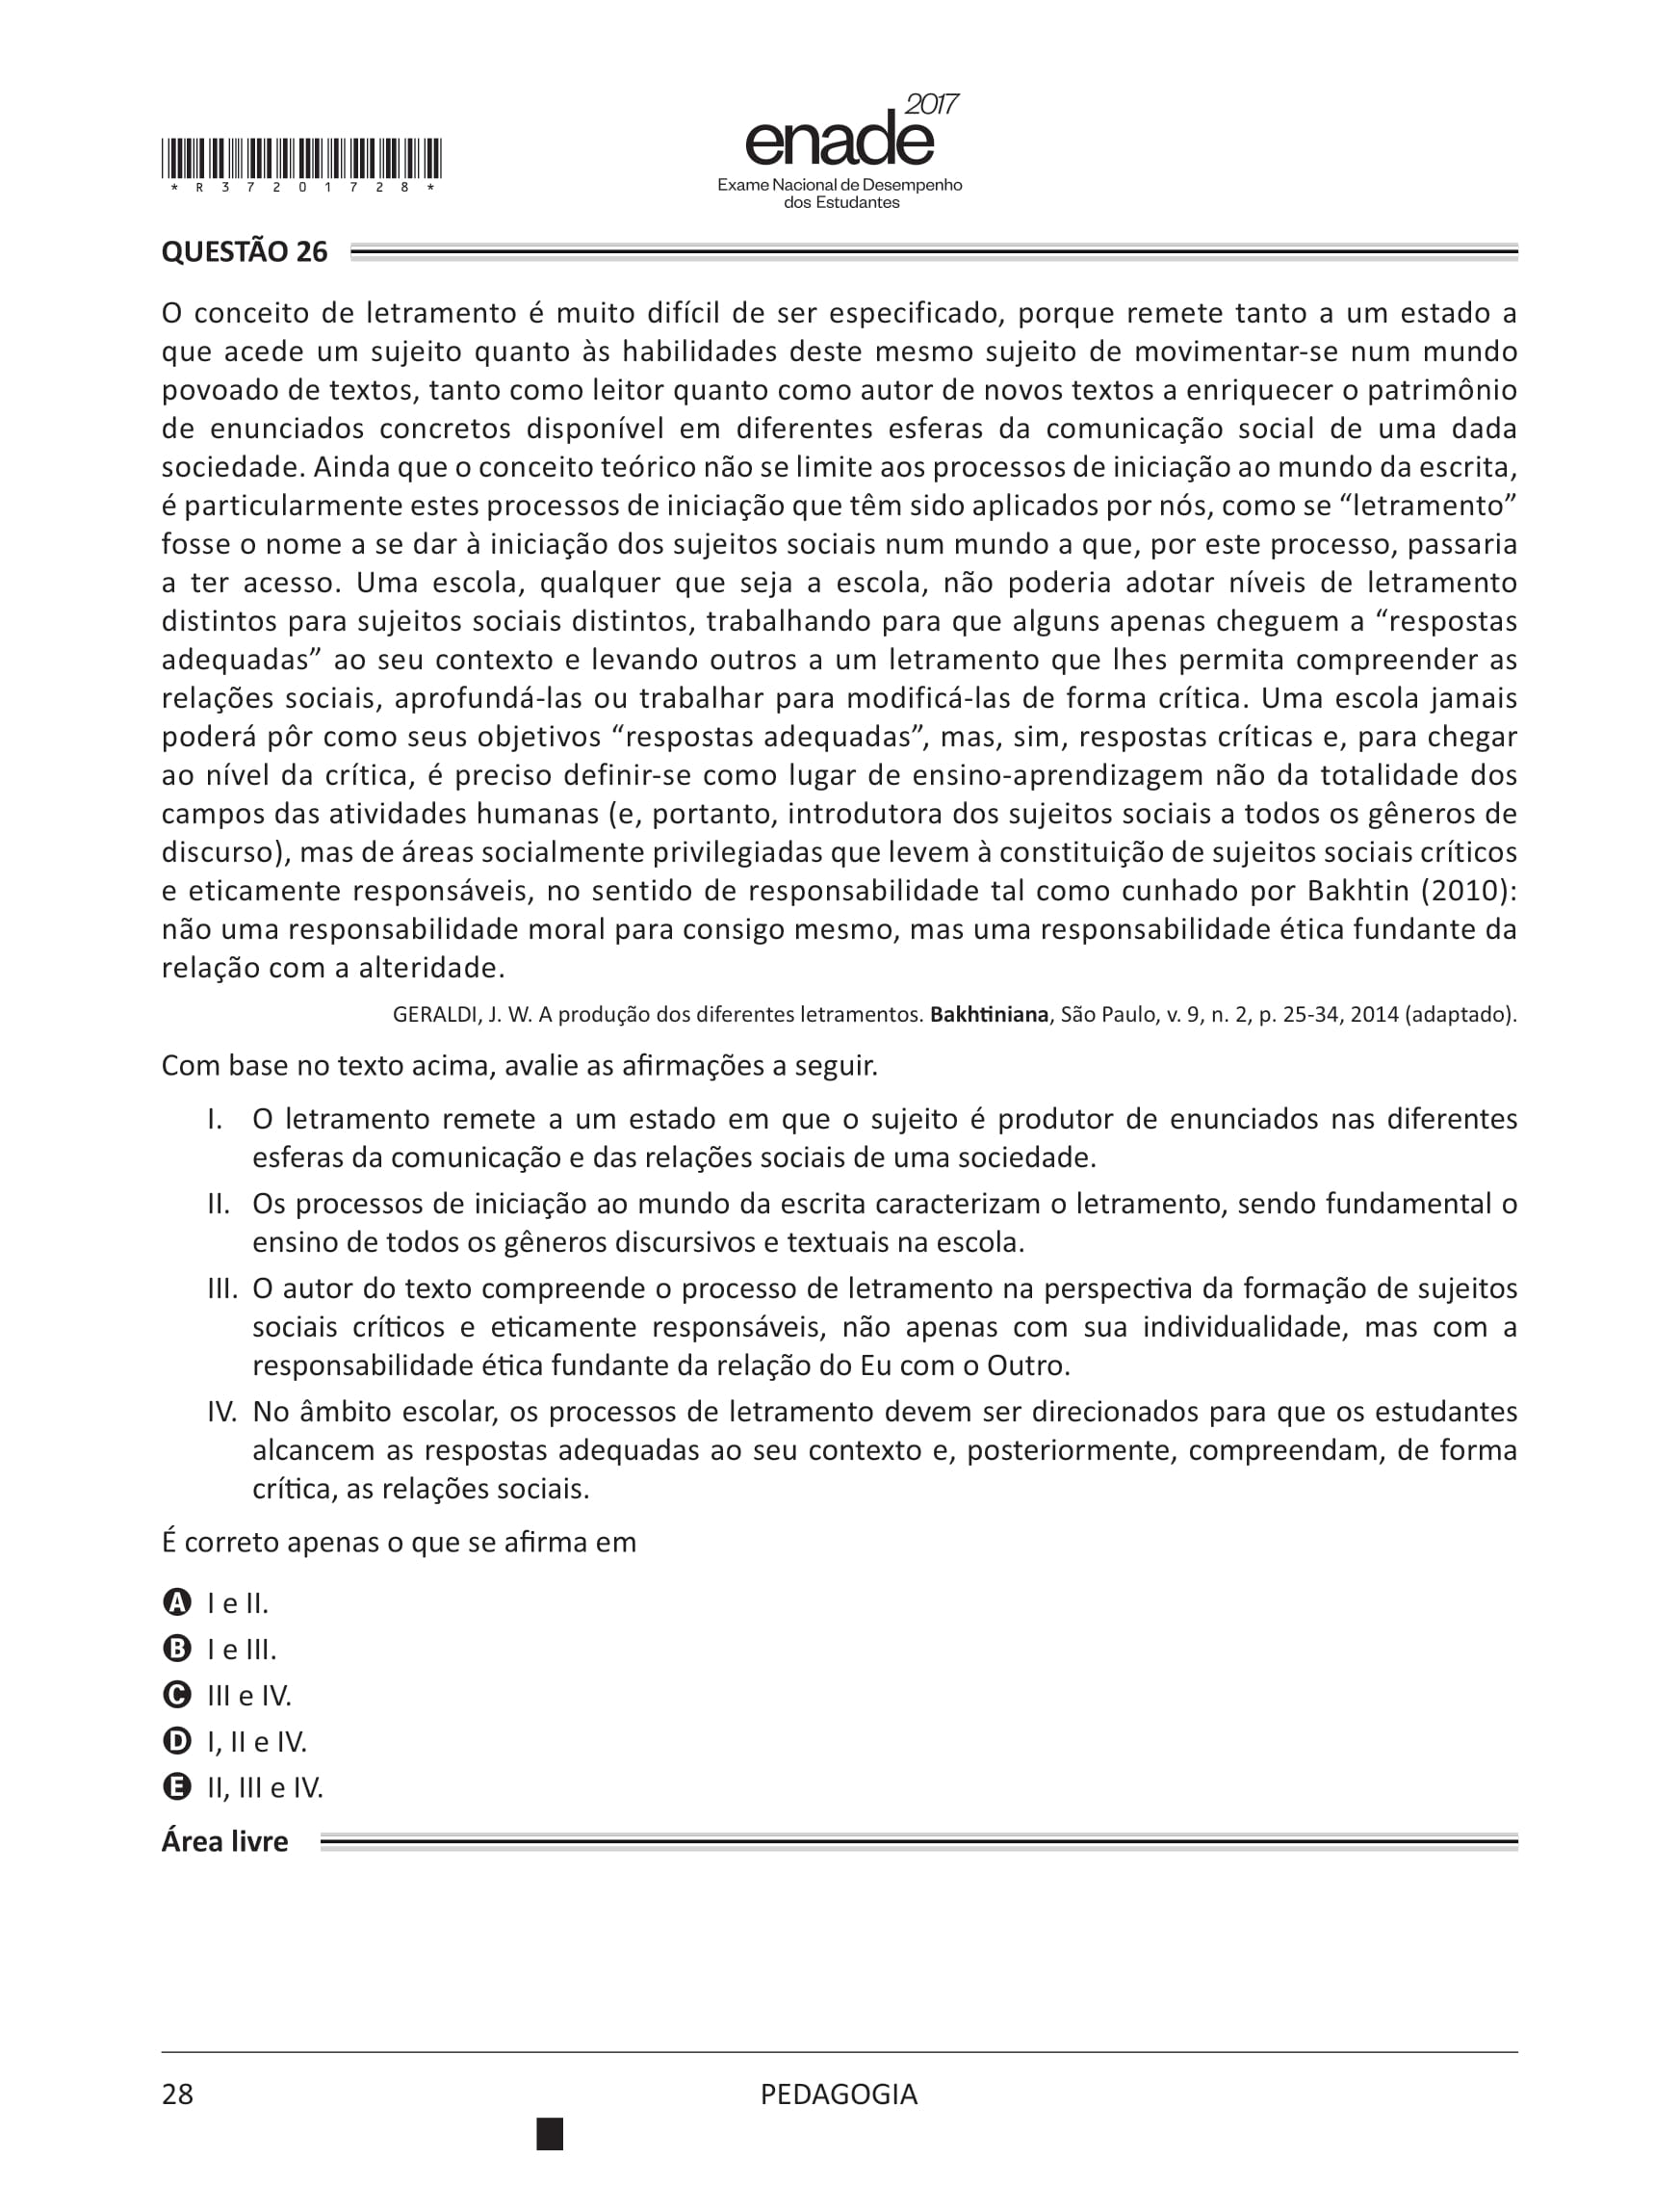 2017
enade
Exame Nacional de Desempenho
dos Estudantes
* R 3 7 2 0 1 7 2 8 *
QUESTÃO 26
O conceito de letramento é muito difícil de ser especificado, porque remete tanto a um estado a
que acede um sujeito quanto às habilidades deste mesmo sujeito de movimentar-se num mundo
povoado de textos, tanto como leitor quanto como autor de novos textos a enriquecer o patrimônio
de enunciados concretos disponível em diferentes esferas da comunicação social de uma dada
sociedade. Ainda que o conceito teórico não se limite aos processos de iniciação ao mundo da escrita,
é particularmente estes processos de iniciação que têm sido aplicados por nós, como se “letramento”
fosse o nome a se dar à iniciação dos sujeitos sociais num mundo a que, por este processo, passaria
a ter acesso. Uma escola, qualquer que seja a escola, não poderia adotar níveis de letramento
distintos para sujeitos sociais distintos, trabalhando para que alguns apenas cheguem a “respostas
adequadas” ao seu contexto e levando outros a um letramento que lhes permita compreender as
relações sociais, aprofundá-las ou trabalhar para modificá-las de forma crítica. Uma escola jamais
poderá pôr como seus objetivos “respostas adequadas”, mas, sim, respostas críticas e, para chegar
ao nível da crítica, é preciso definir-se como lugar de ensino-aprendizagem não da totalidade dos
campos das atividades humanas (e, portanto, introdutora dos sujeitos sociais a todos os gêneros de
discurso), mas de áreas socialmente privilegiadas que levem à constituição de sujeitos sociais críticos
e eticamente responsáveis, no sentido de responsabilidade tal como cunhado por Bakhtin (2010):
não uma responsabilidade moral para consigo mesmo, mas uma responsabilidade ética fundante da
relação com a alteridade.
GERALDI, J. W. A produção dos diferentes letramentos. Bakhtiniana, São Paulo, v. 9, n. 2, p. 25-34, 2014 (adaptado).
Com base no texto acima, avalie as afirmações a seguir.
I. O letramento remete a um estado em que o sujeito é produtor de enunciados nas diferentes
esferas da comunicação e das relações sociais de uma sociedade.
II. Os processos de iniciação ao mundo da escrita caracterizam o letramento, sendo fundamental o
ensino de todos os gêneros discursivos e textuais na escola.
III. O autor do texto compreende o processo de letramento na perspectiva da formação de sujeitos
sociais críticos e eticamente responsáveis, não apenas com sua individualidade, mas com a
responsabilidade ética fundante da relação do Eu com o Outro.
IV. No âmbito escolar, os processos de letramento devem ser direcionados para que os estudantes
alcancem as respostas adequadas ao seu contexto e, posteriormente, compreendam, de forma
crítica, as relações sociais.
É correto apenas o que se afirma em
A I e II.
B I e III.
C III e IV.
D I, II e IV.
E II, III e IV.
Área livre
28
PEDAGOGIA